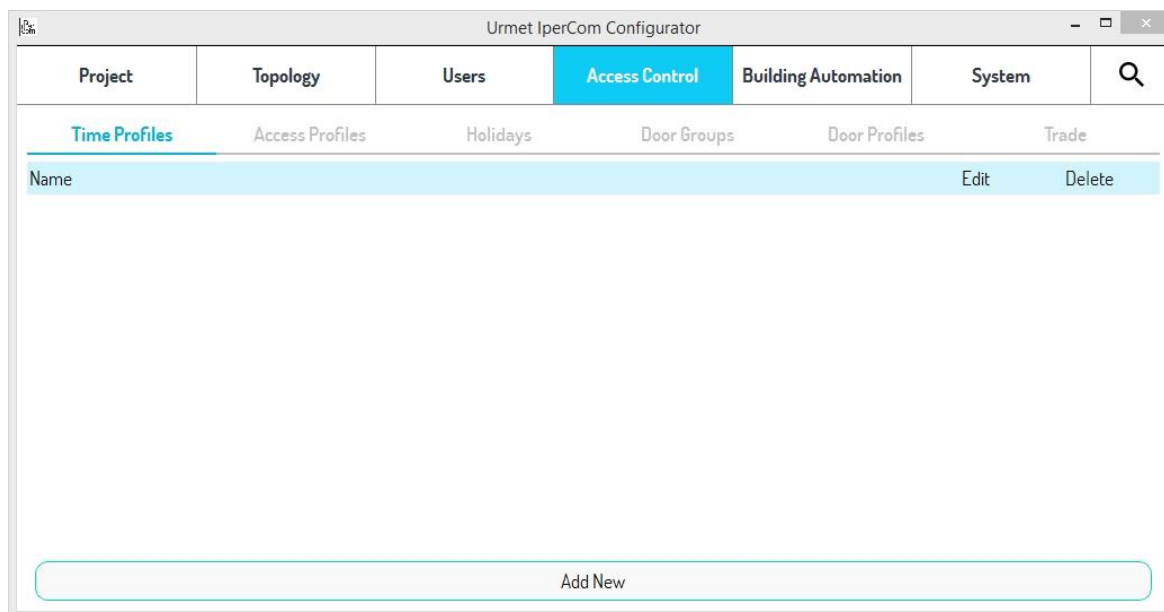 Urmet IperCom Configurator
Project Topology Users Access Control Building Automation System
Time Profiles Access Profiles Holidays Door Groups Door Profiles Trade
Name Edit Delete
Add New